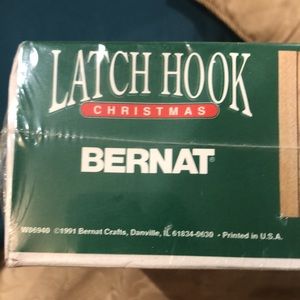 LATCH HOOK
CHRISTMAS
BERNAT®
W86940 ©1991 Bernat Crafts, Danville, IL 61834-0630 • Printed in U.S.A.